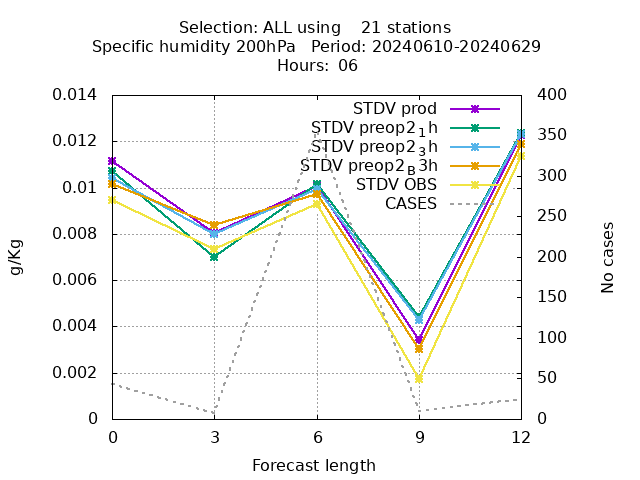 Selection: ALL using    21 stations
Specific humidity 200hPa   Period: 20240610-20240629
Hours: 06
0.014
0.012
0.01
0.008
0.006
0.004
0.002
0
g/Kg
STDV prod
STDV preop2₁h
STDV preop2₃h
STDV preop2_B3h
STDV OBS
CASES
400
350
300
250
200
150
100
50
0
No cases
0 3 6 9 12
Forecast length